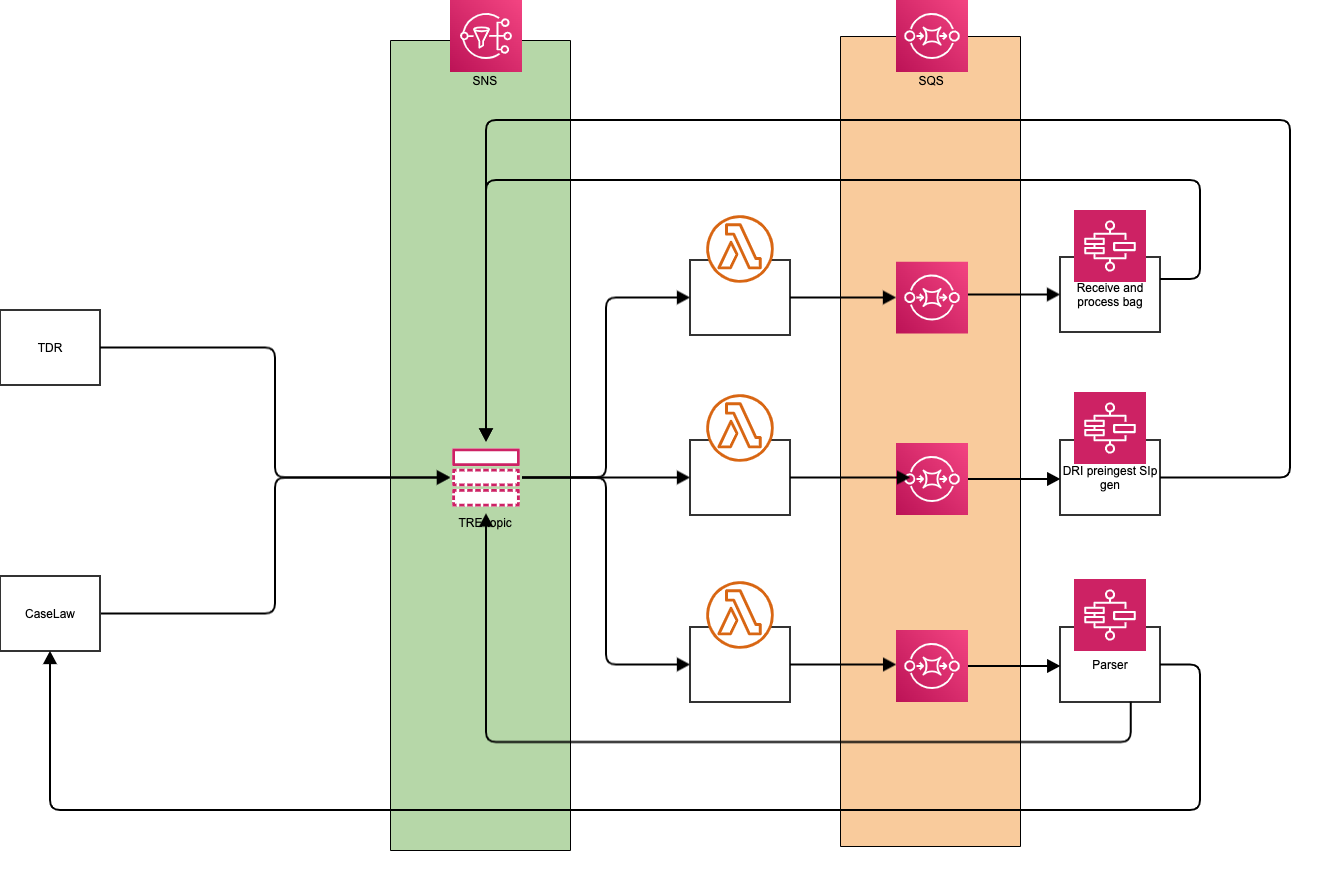 SNS
SQS
Receive and
process bag
TDR
DRI preingest SIp
gen
TRE topic
CaseLaw
Parser